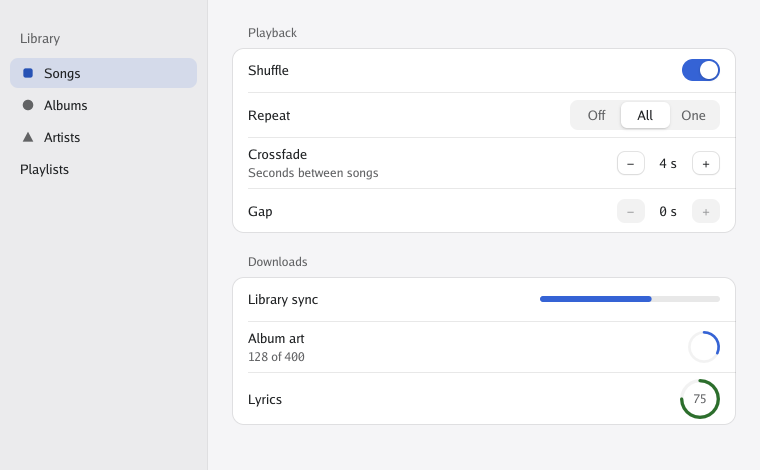 Library
Songs
Albums
Artists
Playlists
Playback
Shuffle
Repeat
Off All One
Crossfade
Seconds between songs
− 4 s +
Gap
− 0 s +
Downloads
Library sync
Album art
128 of 400
Lyrics
75